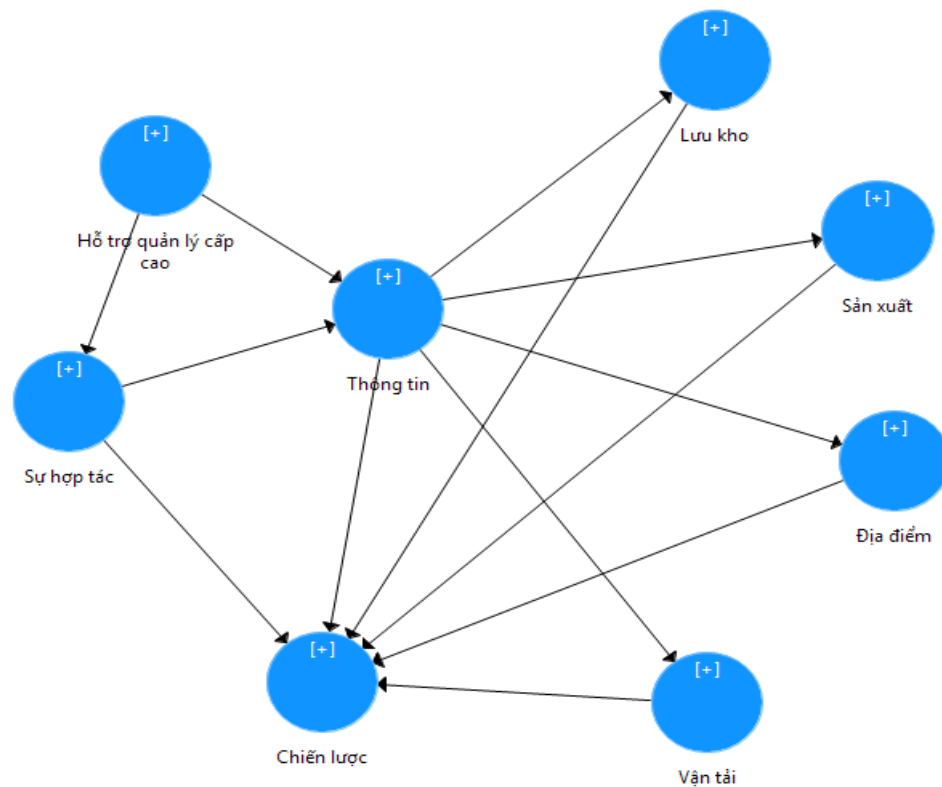 [+]
Lưu kho
[+]
Hỗ trợ quản lý cấp
cao
[+]
Sản xuất
[+]
Thông tin
[+]
Sự hợp tác
[+]
Địa điểm
[+]
Chiến lược
[+]
Vận tải